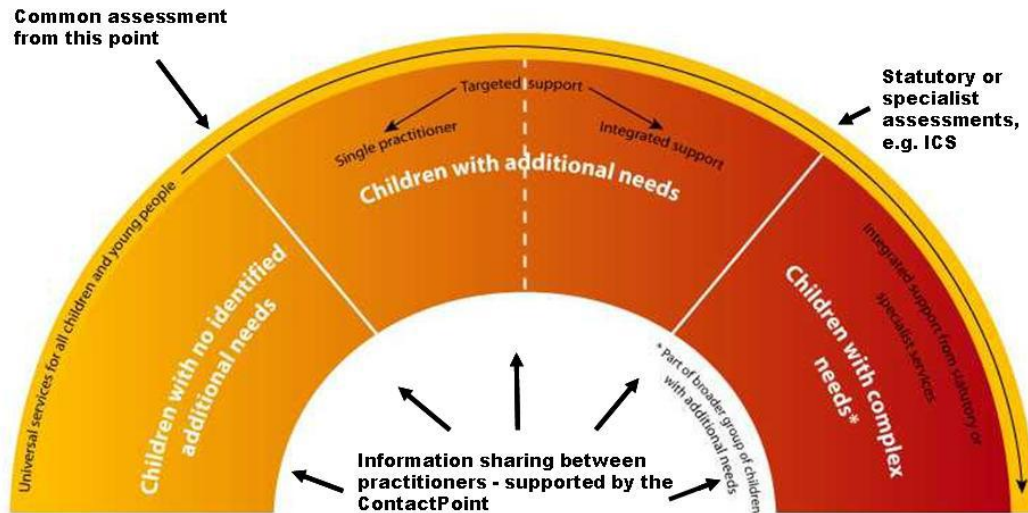 Common assessment
from this point
Statutory or
specialist
assessments,
e.g. ICS
Universal services for all children and young people
Targeted support
Single practitioner
Integrated support
Children with additional needs
Children with no identified
additional needs
Children with complex
needs*
Integrated support from statutory or
specialist services
* Part of broader group of children
with additional needs
Information sharing between
practitioners - supported by the
ContactPoint